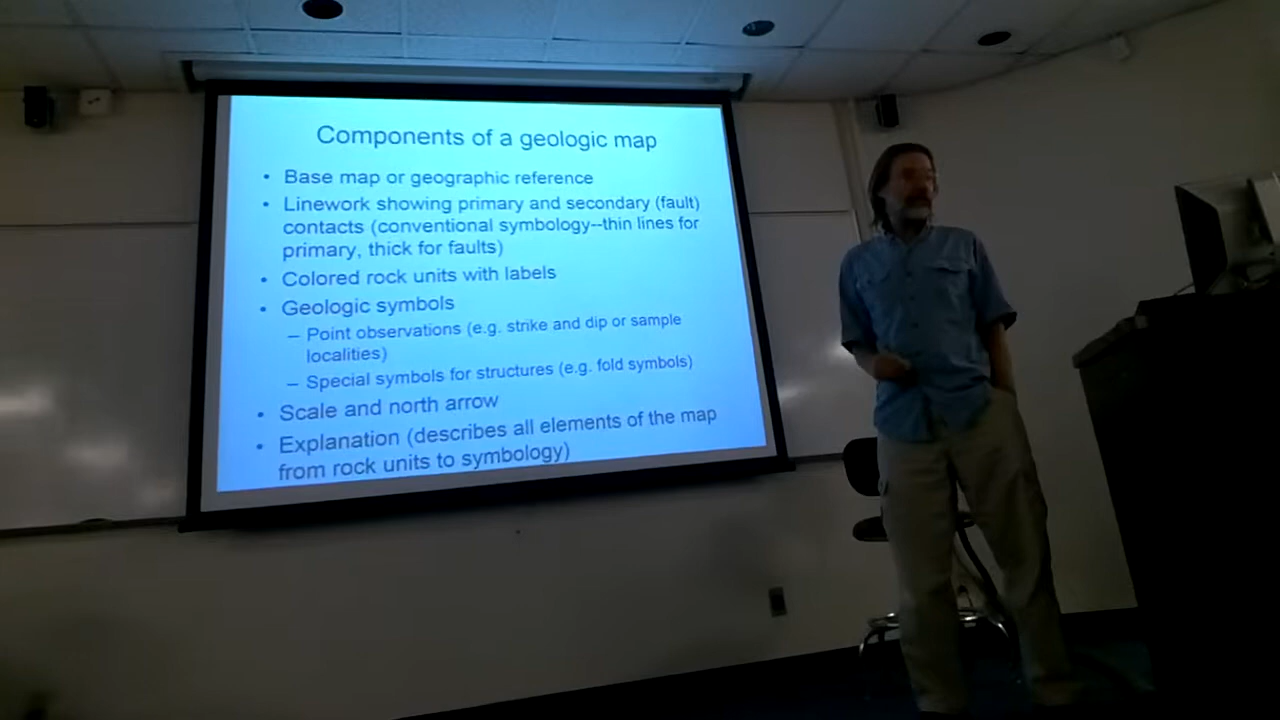 Components of a geologic map
• Base map or geographic reference
• Linework showing primary and secondary (fault)
contacts (conventional symbology--thin lines for
primary, thick for faults)
• Colored rock units with labels
• Geologic symbols
– Point observations (e.g. strike and dip or sample
localities)
– Special symbols for structures (e.g. fold symbols)
• Scale and north arrow
• Explanation (describes all elements of the map
from rock units to symbology)